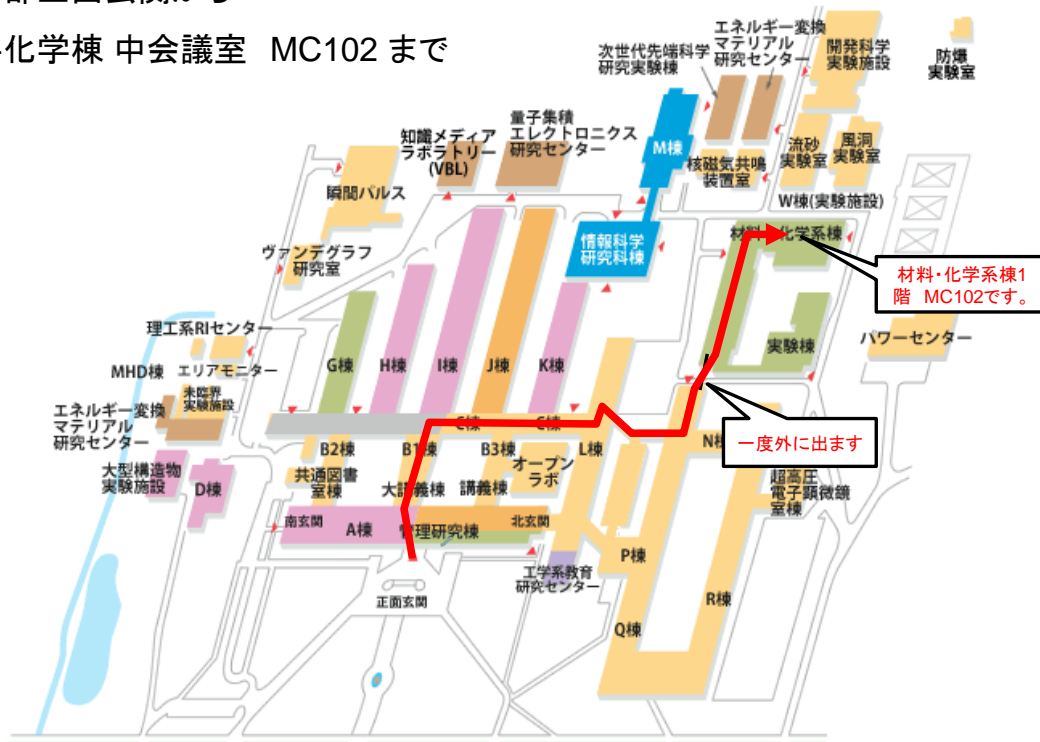 部正面玄関から
化学棟 中会議室 MC102 まで
エネルギー変換
マテリアル
研究センター
次世代先端科学
研究実験棟
開発科学
実験施設
防爆
実験室
量子集積
エレクトロニクス
研究センター
知識メディア
ラボラトリー
(VBL)
M棟
核磁気共鳴
装置室
流砂
実験室
風洞
実験室
瞬間パルス
W棟(実験施設)
情報科学
研究科棟
材料
化学系棟
ヴァンデグラフ
研究室
材料・化学系棟1
階 MC102です。
理工系RIセンター
パワーセンター
実験棟
MHD棟
エリアモニター
G棟
H棟
I棟
J棟
K棟
未臨界
実験施設
エネルギー変換
マテリアル
研究センター
C棟
C棟
一度外に出ます
B2棟
B1棟
B3棟
L棟
N棟
大型構造物
実験施設
D棟
共通図書
室棟
大講義棟
講義棟
オープン
ラボ
超高圧
電子顕微鏡
室棟
南玄関
A棟
管理研究棟
北玄関
工学系教育
研究センター
P棟
正面玄関
R棟
Q棟